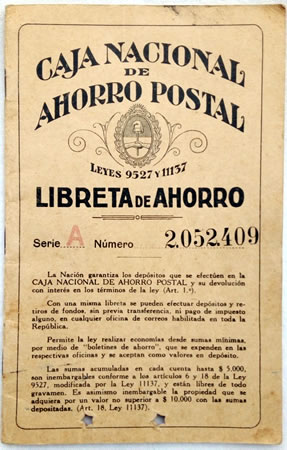 CAJA NACIONAL
DE
AHORRO POSTAL
LEYES 9527 Y 11137
LIBRETA DE AHORRO
Serie A Número 2.052.409
La Nación garantiza los depósitos que se efectúen en la
CAJA NACIONAL DE AHORRO POSTAL y su devolución
con interés en los términos de la ley (Art. 1.º)
Con una misma libreta se pueden efectuar depósitos y re-
tiros de fondos, sin previa transferencia, ni pago de impuesto
alguno, en cualquier oficina de correos habilitada en toda la
República.
Permite la ley realizar economías desde sumas mínimas,
por medio de "boletines de ahorro", que se expenden en las
respectivas oficinas y se aceptan como valores en depósito.
Las sumas acumuladas en cada cuenta hasta $ 5.000,
son inembargables conforme a los artículos 6 y 18 de la Ley
9527, modificada por la Ley 11137, y están libres de todo
gravamen. Es asimismo inembargable la propiedad que se
adquiera por un valor no superior a $ 10.000 con las sumas
depositadas. (Art. 18, Ley 11137).